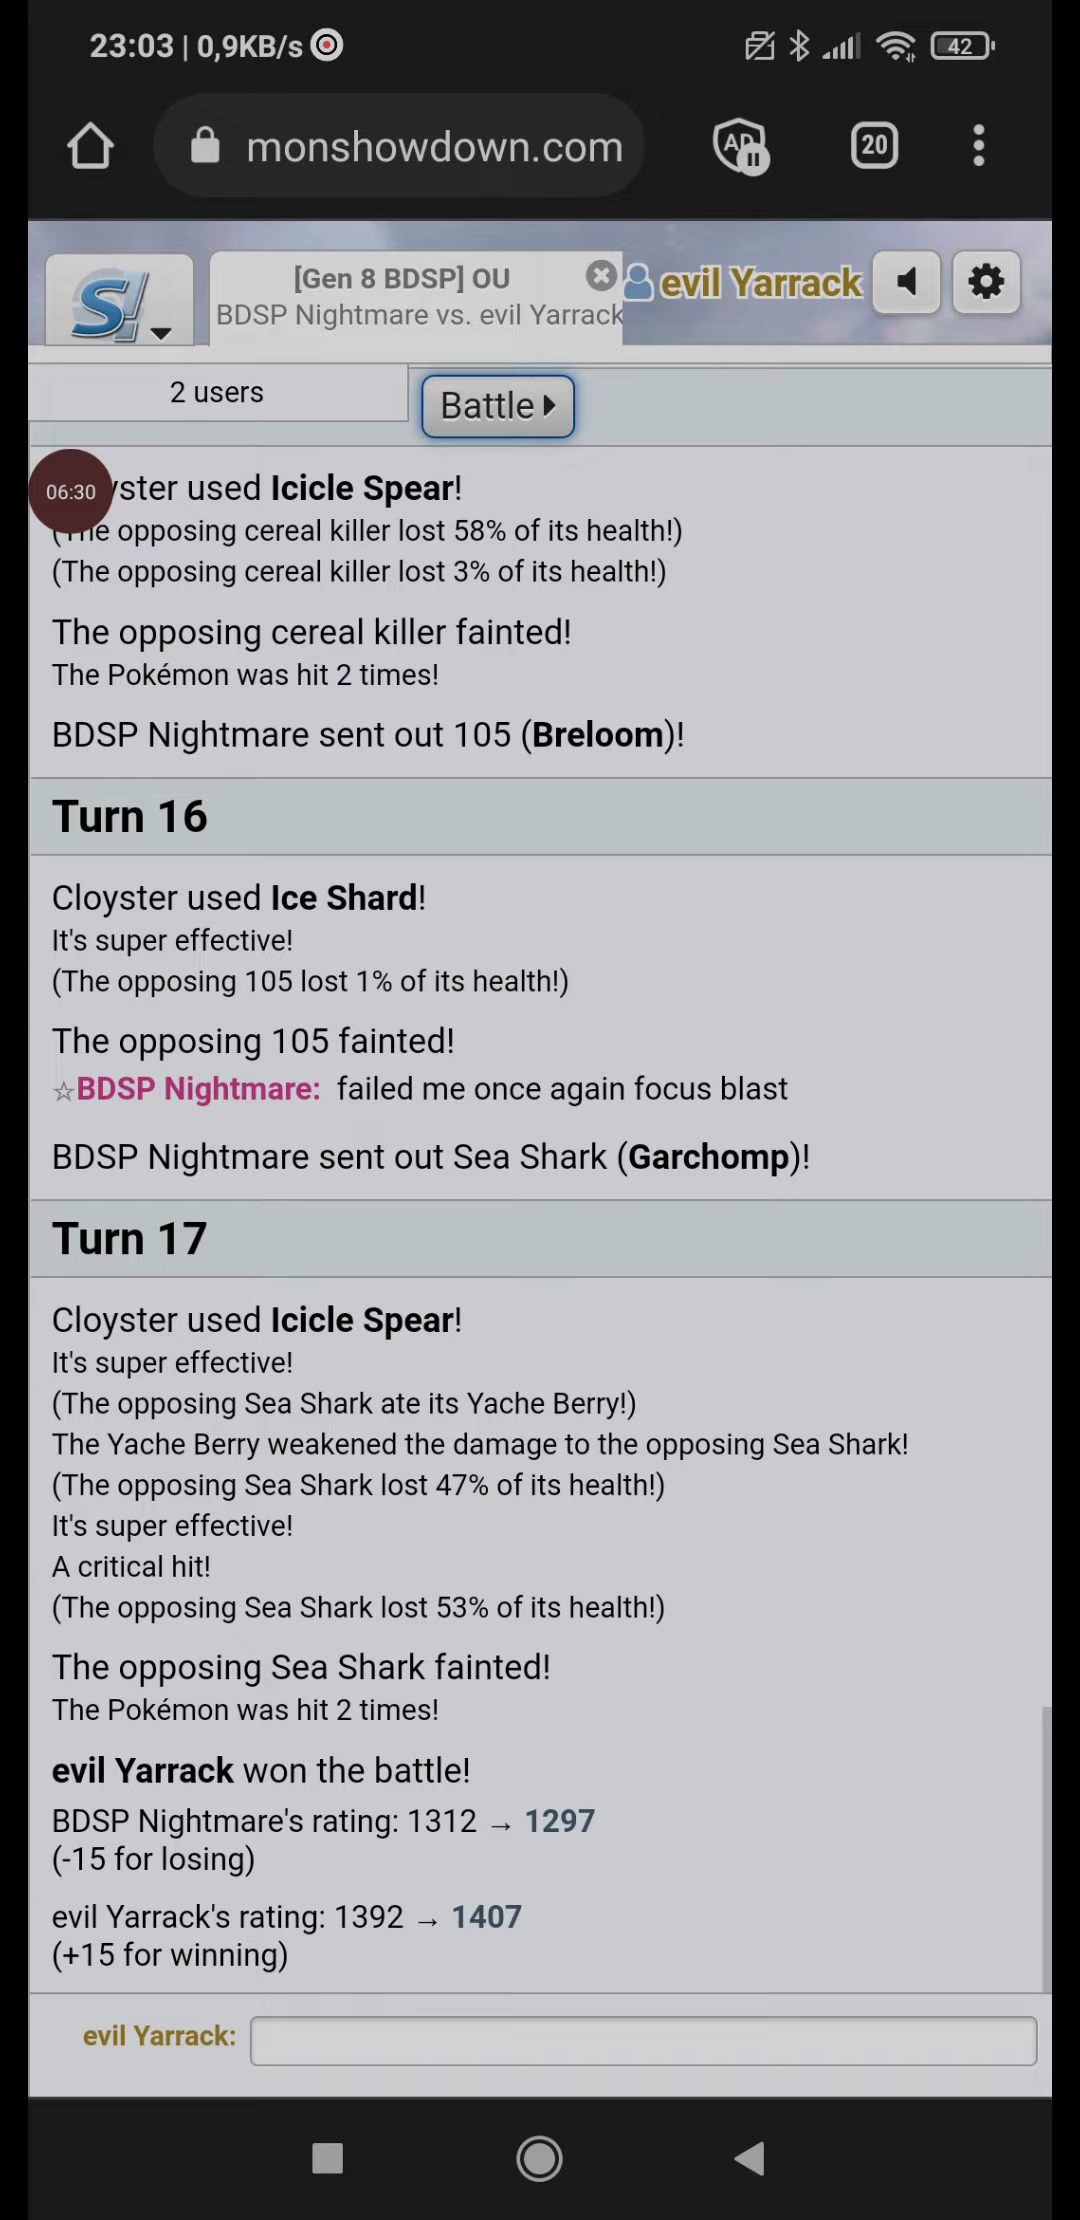 23:03 | 0,9KB/s
42
monshowdown.com
AD
20
S!
[Gen 8 BDSP] OU
BDSP Nightmare vs. evil Yarrack
evil Yarrack
2 users
Battle
06:30
yster used Icicle Spear!
(The opposing cereal killer lost 58% of its health!)
(The opposing cereal killer lost 3% of its health!)
The opposing cereal killer fainted!
The Pokémon was hit 2 times!
BDSP Nightmare sent out 105 (Breloom)!
Turn 16
Cloyster used Ice Shard!
It's super effective!
(The opposing 105 lost 1% of its health!)
The opposing 105 fainted!
☆BDSP Nightmare: failed me once again focus blast
BDSP Nightmare sent out Sea Shark (Garchomp)!
Turn 17
Cloyster used Icicle Spear!
It's super effective!
(The opposing Sea Shark ate its Yache Berry!)
The Yache Berry weakened the damage to the opposing Sea Shark!
(The opposing Sea Shark lost 47% of its health!)
It's super effective!
A critical hit!
(The opposing Sea Shark lost 53% of its health!)
The opposing Sea Shark fainted!
The Pokémon was hit 2 times!
evil Yarrack won the battle!
BDSP Nightmare's rating: 1312 → 1297
(-15 for losing)
evil Yarrack's rating: 1392 → 1407
(+15 for winning)
evil Yarrack: